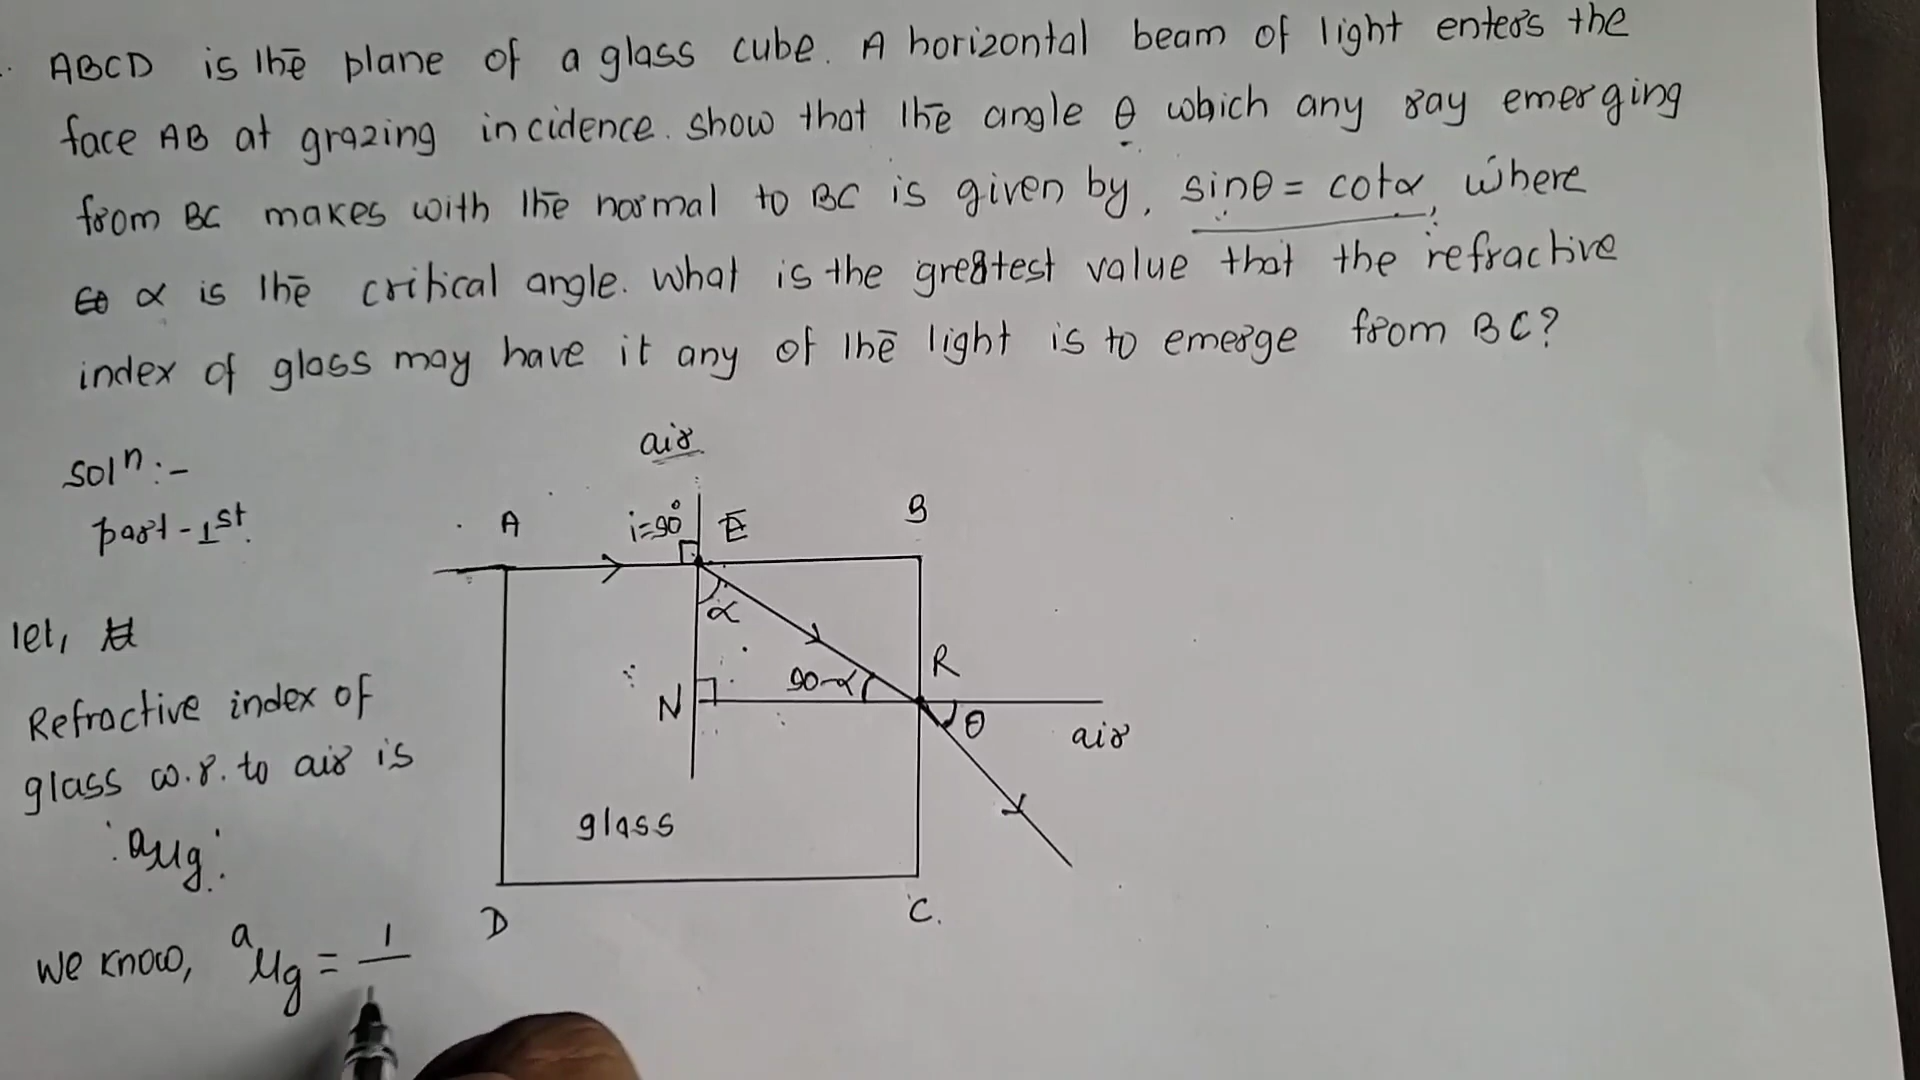 ABCD is the plane of a glass cube. A horizontal beam of light enters the
face AB at grazing incidence. show that the angle θ which any ray emerging
from BC makes with the normal to BC is given by, sinθ = cotα, where
α is the critical angle. What is the greatest value that the refractive
index of glass may have it any of the light is to emerge from BC?
solⁿ:-
part-1st.
air
A
i=90°
E
B
let,
α
Refractive index of
glass w.r. to air is
ᵃμg
R
90-α
N
θ
air
glass
D
C.
we know, ᵃμg = 1/